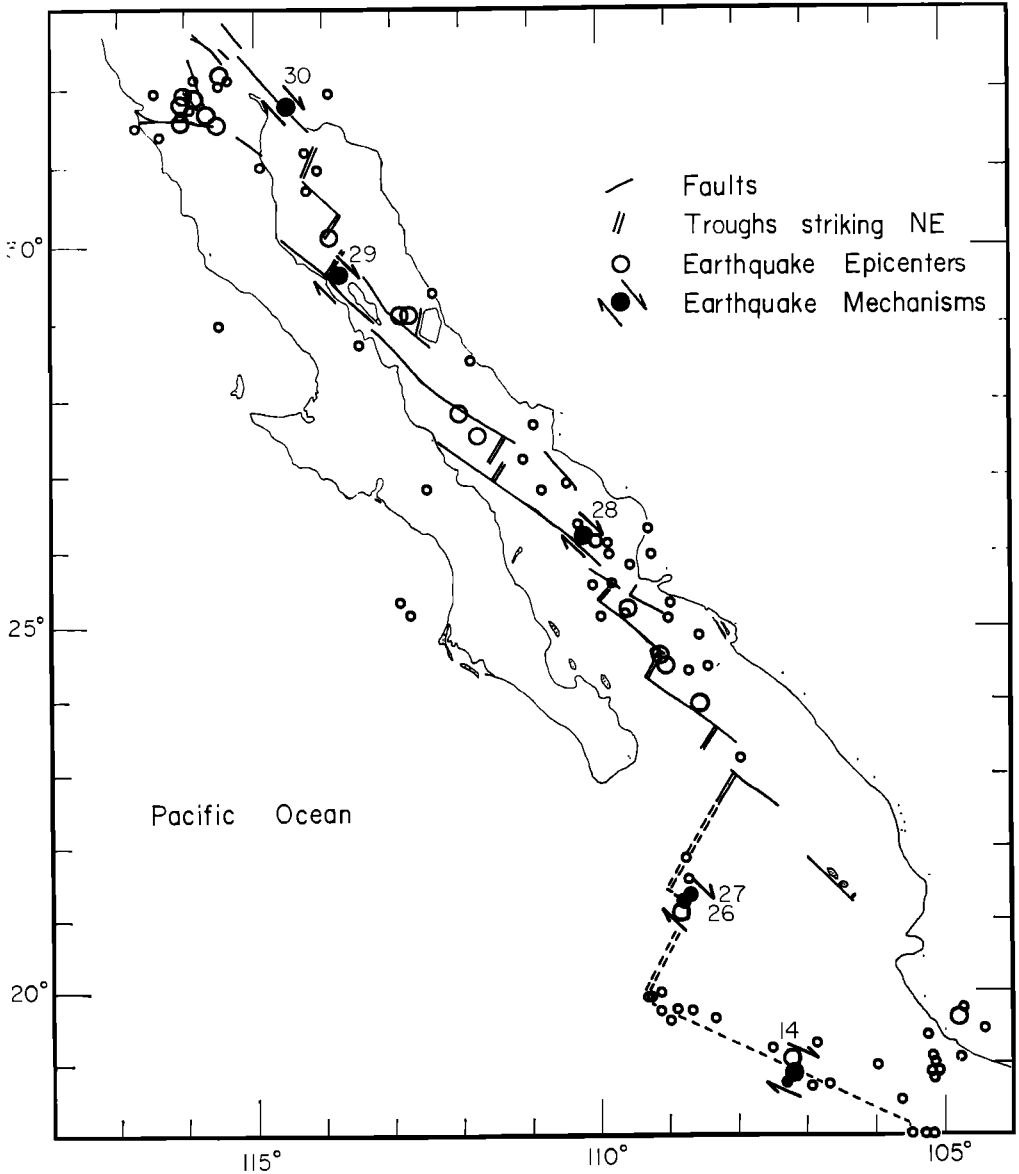 30
Faults
Troughs striking NE
30°
29
Earthquake Epicenters
Earthquake Mechanisms
28
25°
Pacific Ocean
27
26
20°
14
115°
110°
105°